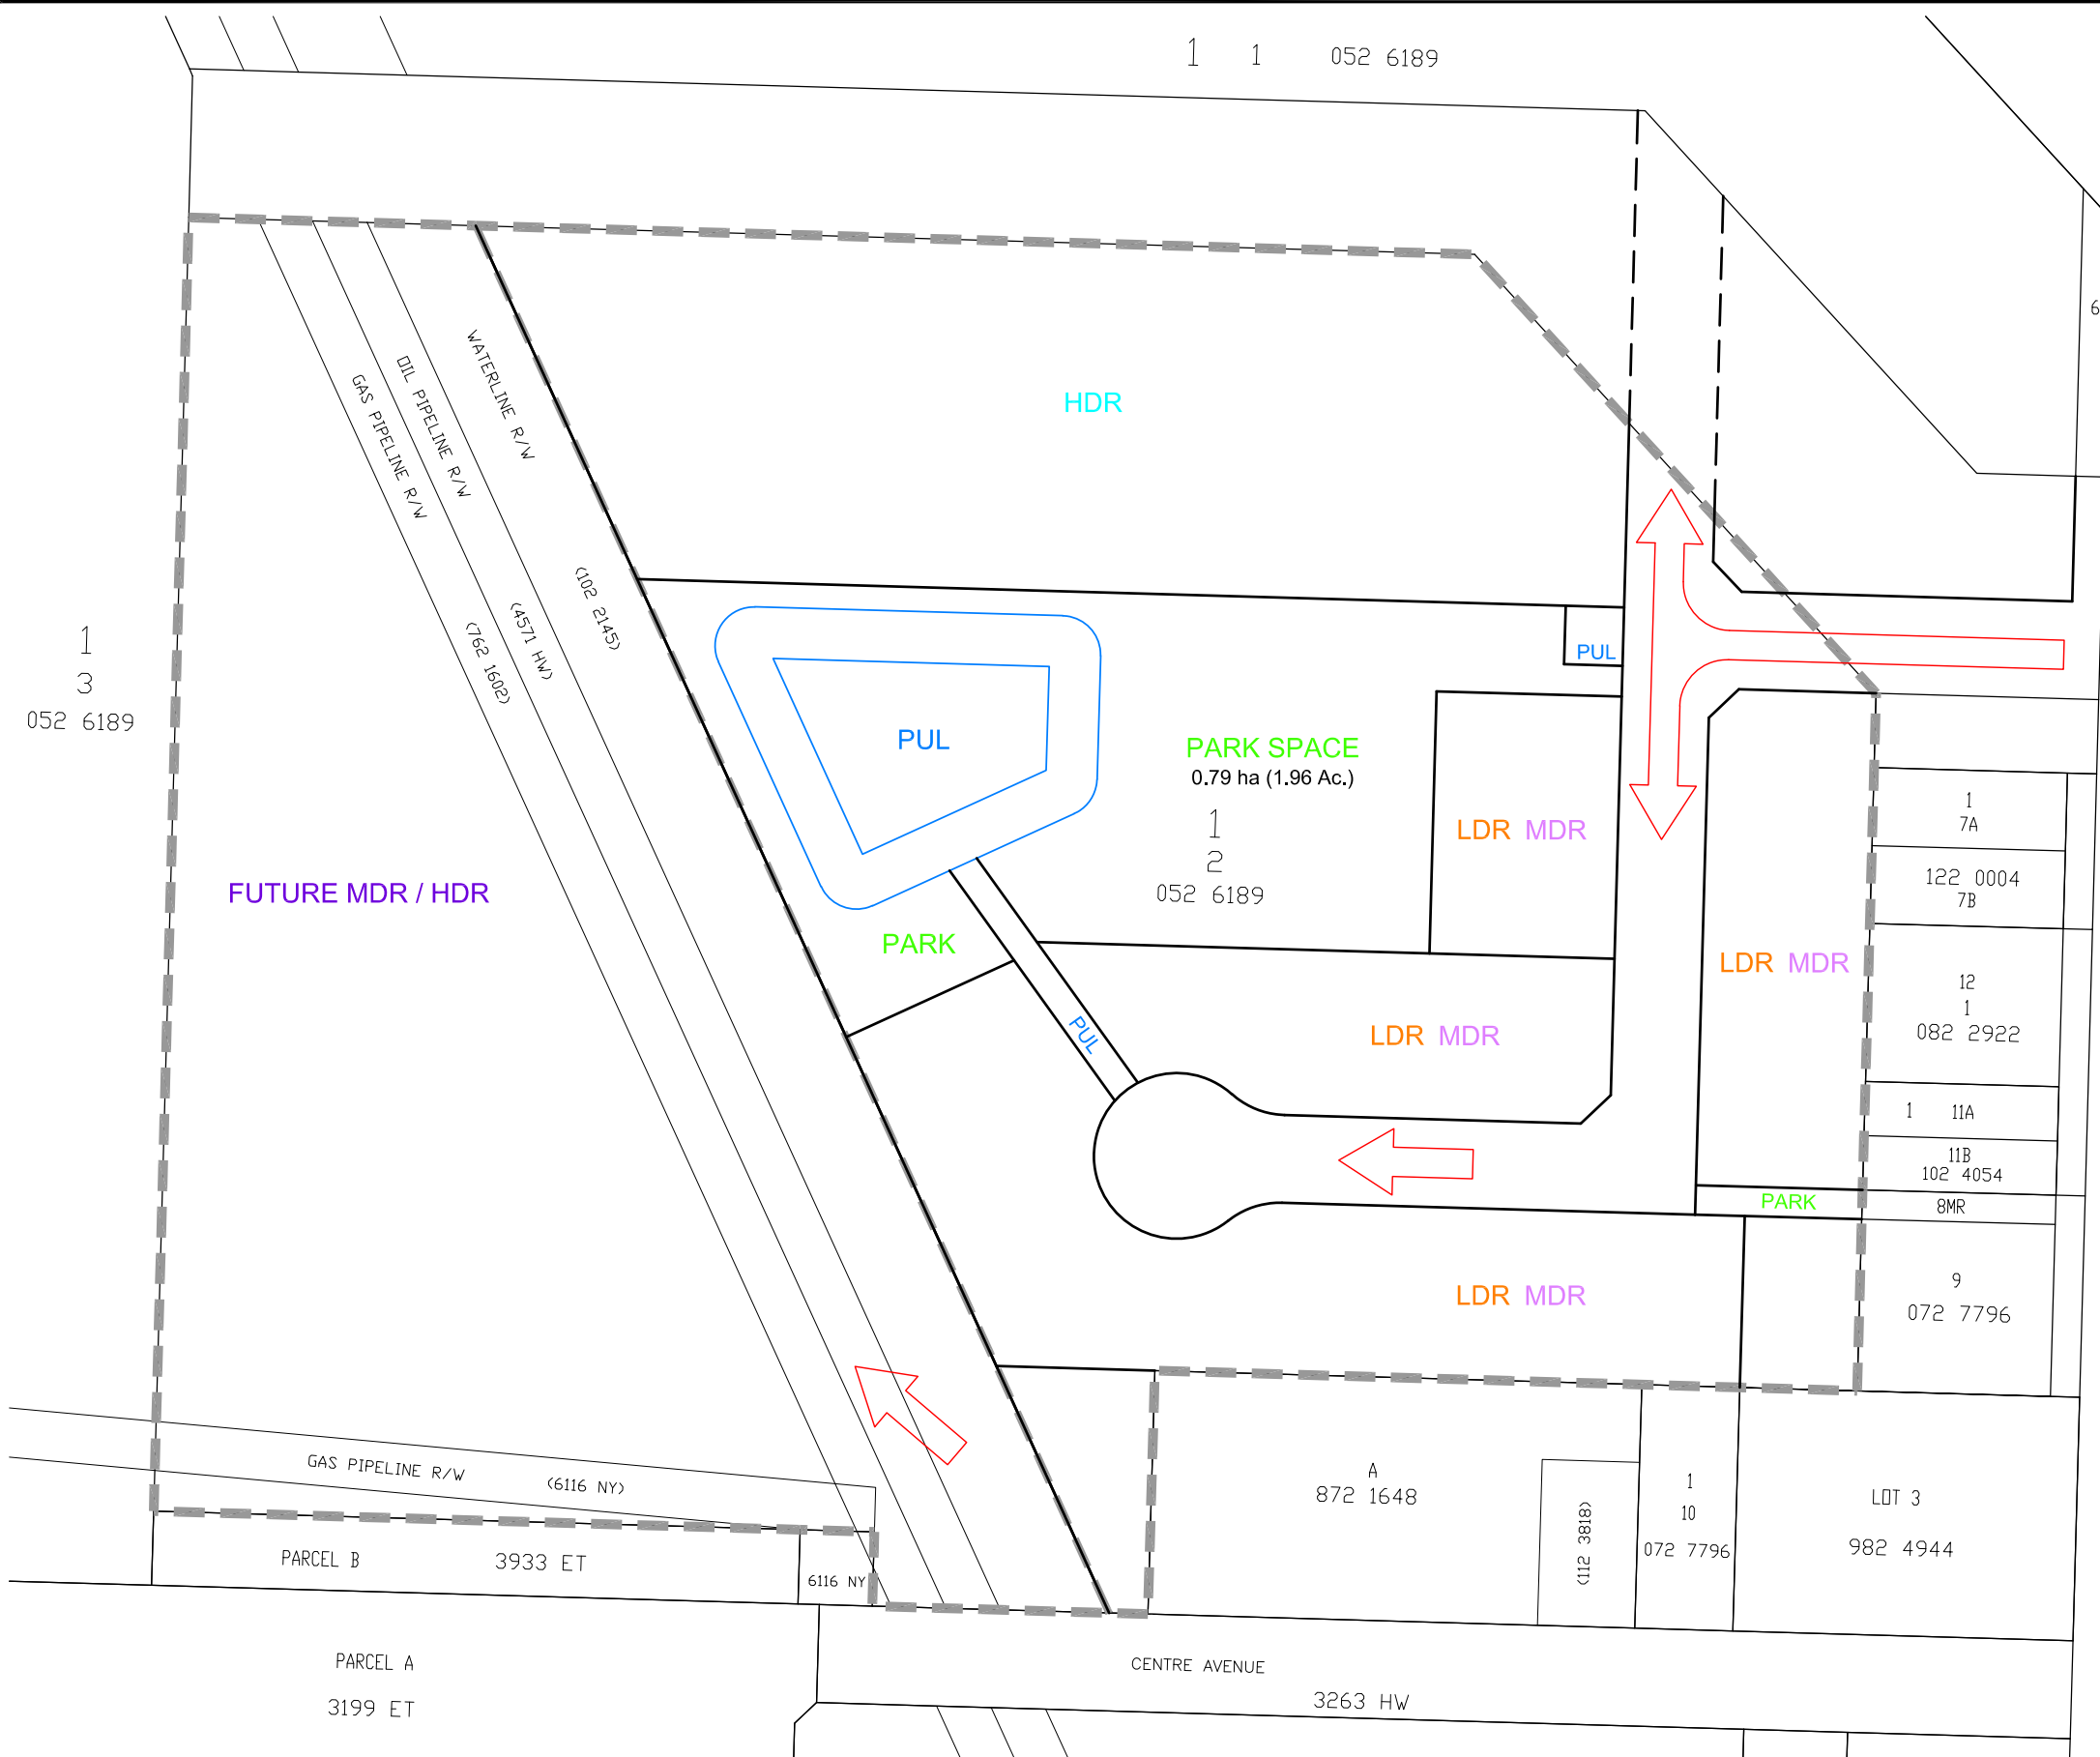 1 1 052 6189
6
HDR
WATERLINE R/W
OIL PIPELINE R/W
GAS PIPELINE R/W
(102 2145)
(4571 HW)
(762 1602)
1
3
052 6189
PUL
PUL
PARK SPACE
0.79 ha (1.96 Ac.)
1
2
052 6189
LDR MDR
1
7A
122 0004
7B
FUTURE MDR / HDR
PARK
LDR MDR
12
1
082 2922
PUL
LDR MDR
1 11A
11B
102 4054
PARK
8MR
LDR MDR
9
072 7796
GAS PIPELINE R/W (6116 NY)
A
872 1648
(112 3818)
1
10
072 7796
LOT 3
982 4944
PARCEL B 3933 ET
6116 NY
PARCEL A
3199 ET
CENTRE AVENUE
3263 HW